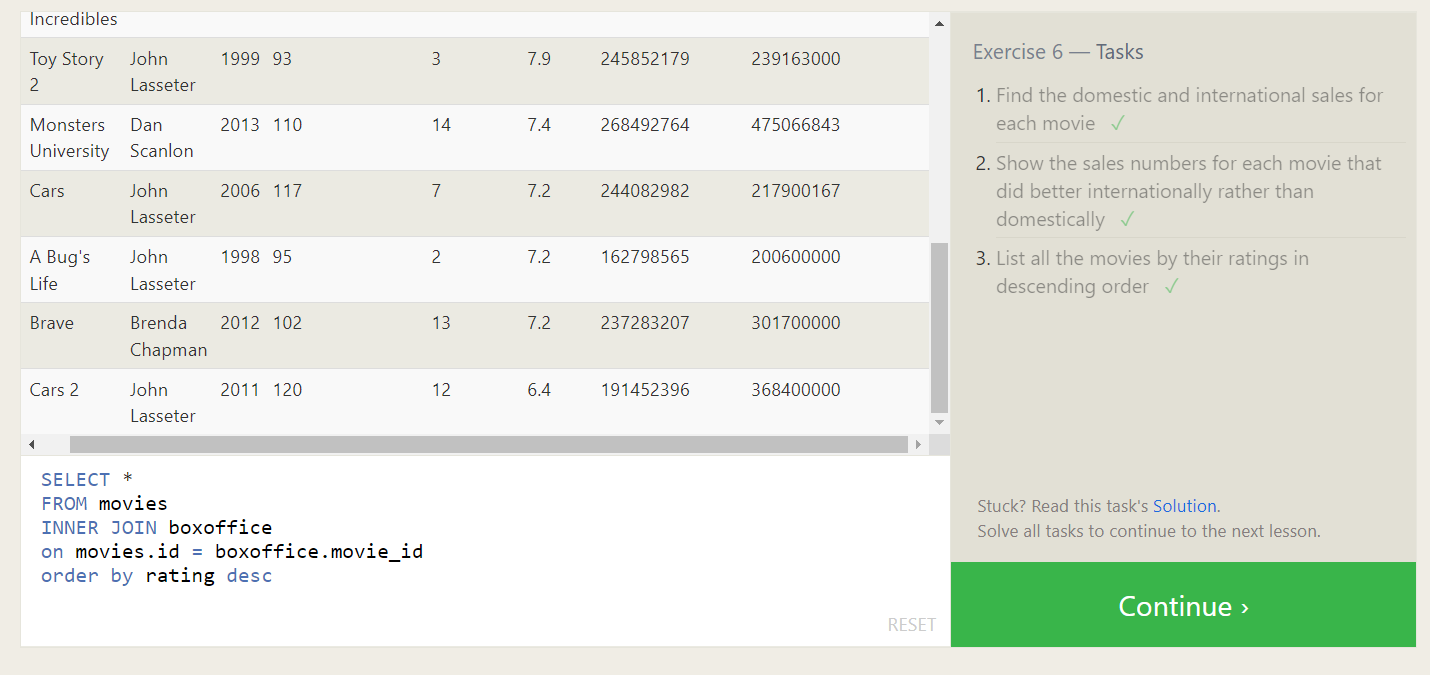 Incredibles
Toy Story John 1999 93 3 7.9 245852179 239163000
2 Lasseter
Monsters Dan 2013 110 14 7.4 268492764 475066843
University Scanlon
Cars John 2006 117 7 7.2 244082982 217900167
Lasseter
A Bug's John 1998 95 2 7.2 162798565 200600000
Life Lasseter
Brave Brenda 2012 102 13 7.2 237283207 301700000
Chapman
Cars 2 John 2011 120 12 6.4 191452396 368400000
Lasseter
SELECT *
FROM movies
INNER JOIN boxoffice
on movies.id = boxoffice.movie_id
order by rating desc
RESET
Exercise 6 — Tasks
1. Find the domestic and international sales for
each movie ✓
2. Show the sales numbers for each movie that
did better internationally rather than
domestically ✓
3. List all the movies by their ratings in
descending order ✓
Stuck? Read this task's Solution.
Solve all tasks to continue to the next lesson.
Continue ›